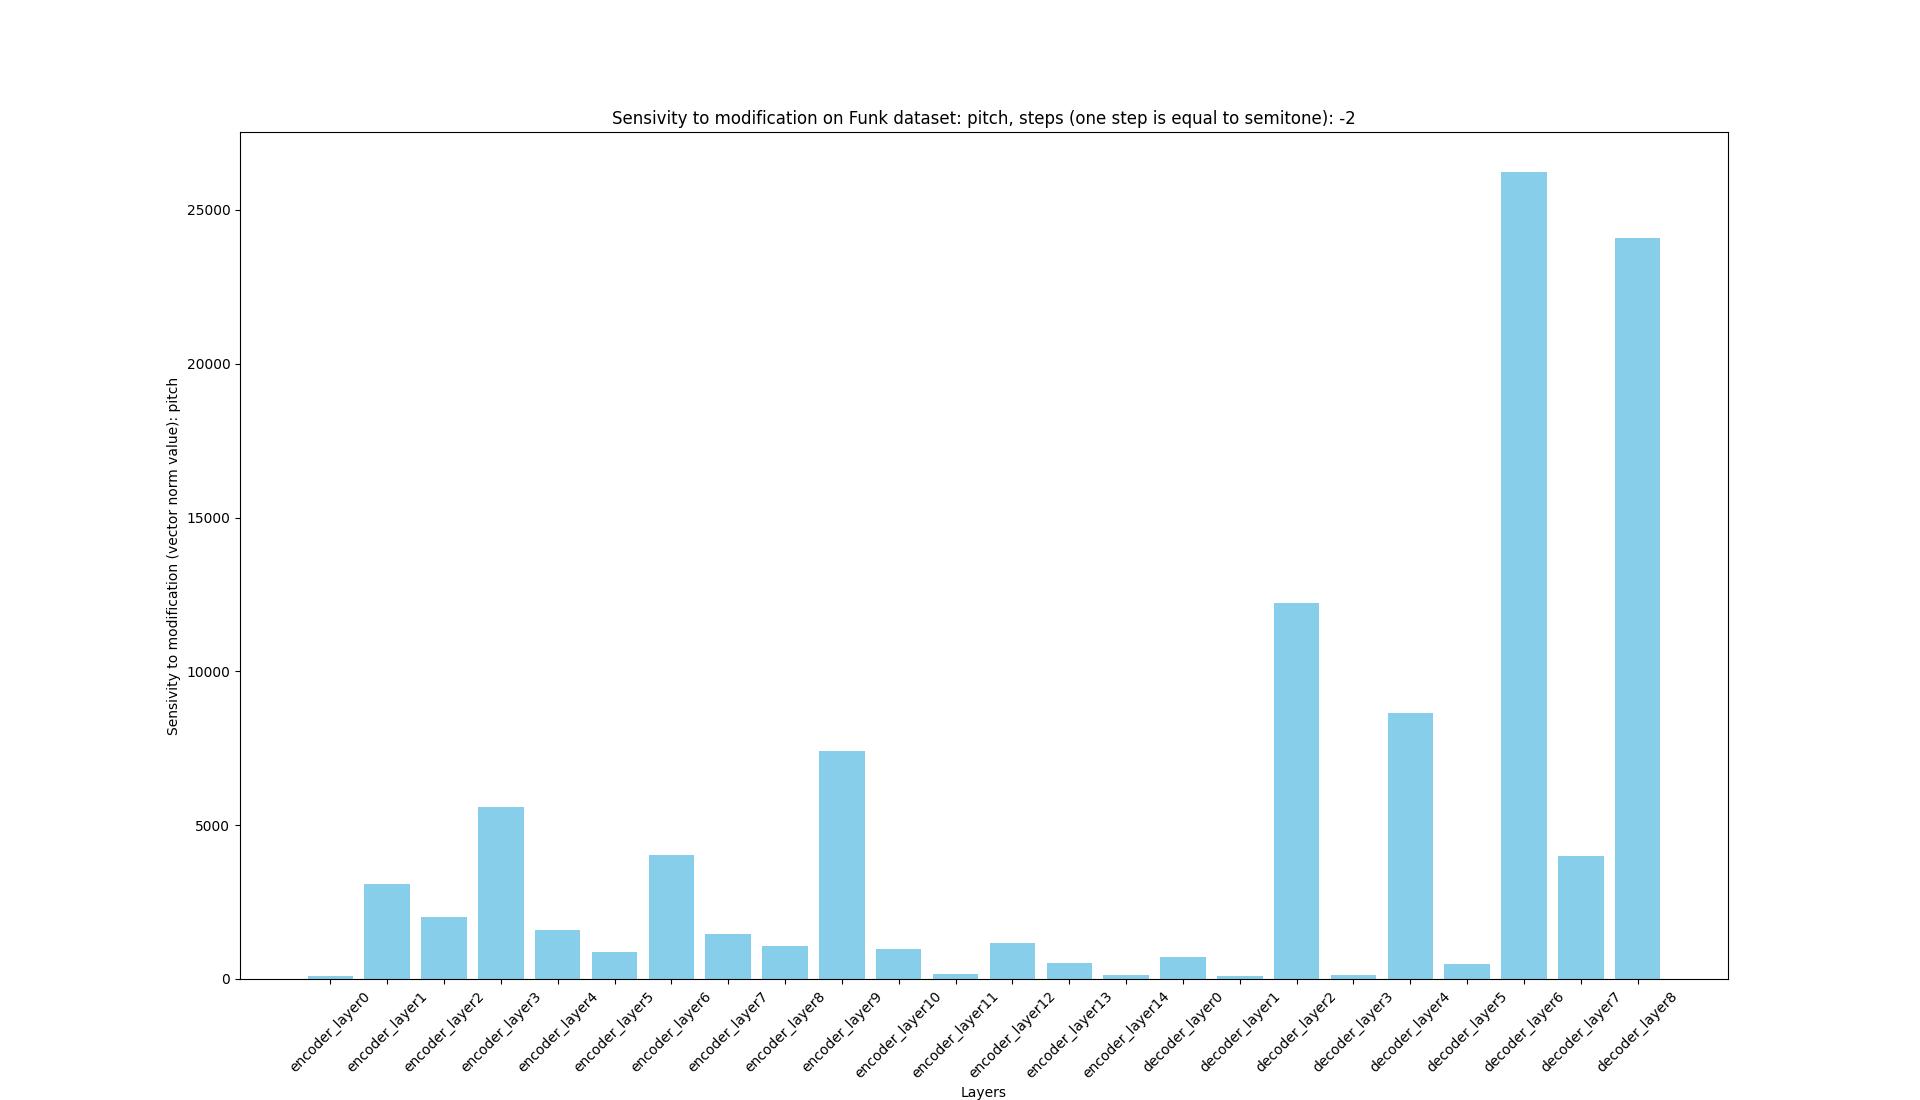 Sensivity to modification on Funk dataset: pitch, steps (one step is equal to semitone): -2
Sensivity to modification (vector norm value): pitch
25000
20000
15000
10000
5000
0
encoder_layer0
encoder_layer1
encoder_layer2
encoder_layer3
encoder_layer4
encoder_layer5
encoder_layer6
encoder_layer7
encoder_layer8
encoder_layer9
encoder_layer10
encoder_layer11
encoder_layer12
encoder_layer13
encoder_layer14
decoder_layer0
decoder_layer1
decoder_layer2
decoder_layer3
decoder_layer4
decoder_layer5
decoder_layer6
decoder_layer7
decoder_layer8
Layers